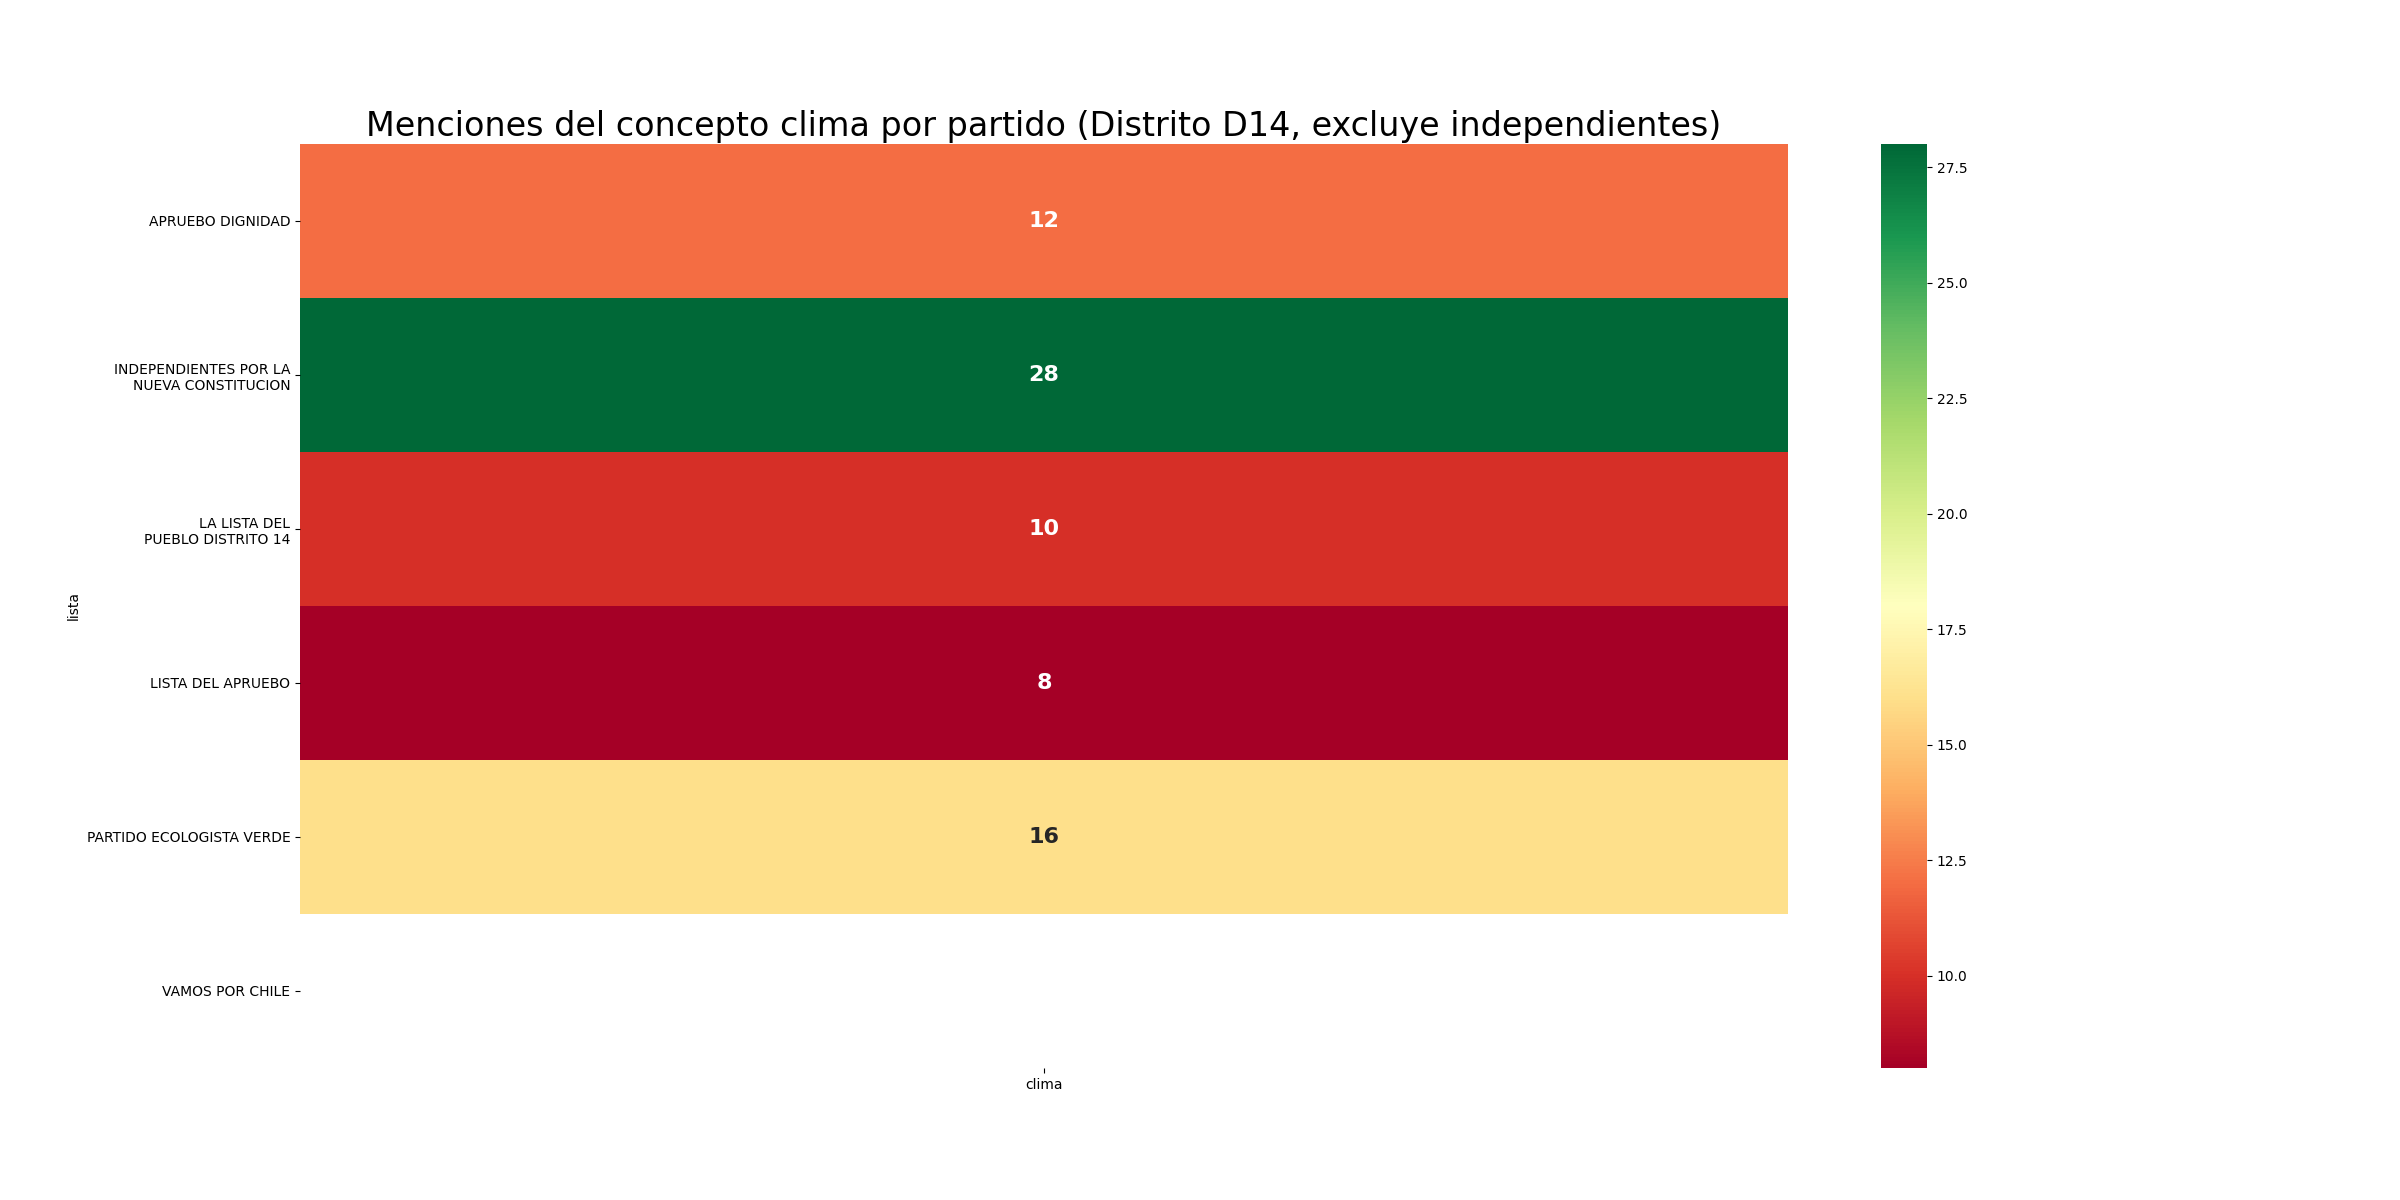 Menciones del concepto clima por partido (Distrito D14, excluye independientes)
APRUEBO DIGNIDAD
12
INDEPENDIENTES POR LA
NUEVA CONSTITUCION
28
LA LISTA DEL
PUEBLO DISTRITO 14
10
lista
LISTA DEL APRUEBO
8
PARTIDO ECOLOGISTA VERDE
16
VAMOS POR CHILE
clima
27.5
25.0
22.5
20.0
17.5
15.0
12.5
10.0